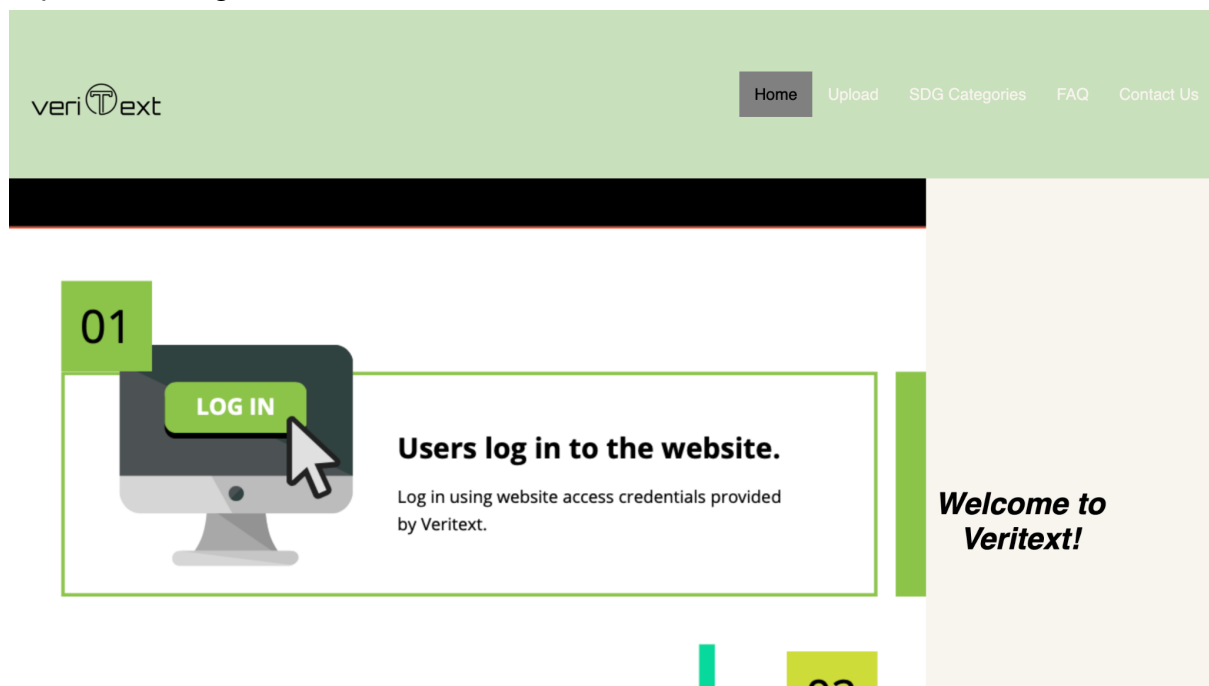 veriText
Home Upload SDG Categories FAQ Contact Us
01
LOG IN
Users log in to the website.
Log in using website access credentials provided
by Veritext.
Welcome to
Veritext!